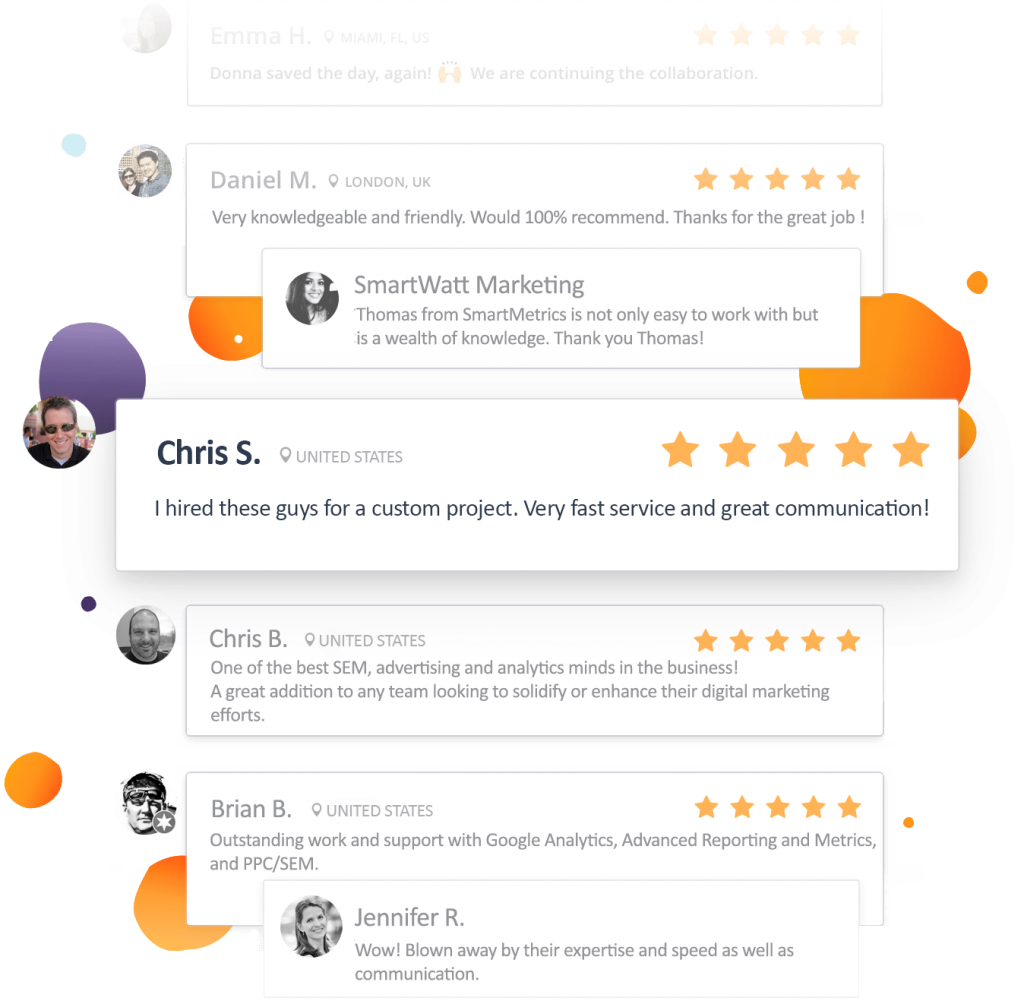 Emma H. MIAMI, FL, US
Donna saved the day, again! 🙌 We are continuing the collaboration.
Daniel M. LONDON, UK
Very knowledgeable and friendly. Would 100% recommend. Thanks for the great job !
SmartWatt Marketing
Thomas from SmartMetrics is not only easy to work with but
is a wealth of knowledge. Thank you Thomas!
Chris S. UNITED STATES
I hired these guys for a custom project. Very fast service and great communication!
Chris B. UNITED STATES
One of the best SEM, advertising and analytics minds in the business!
A great addition to any team looking to solidify or enhance their digital marketing
efforts.
Brian B. UNITED STATES
Outstanding work and support with Google Analytics, Advanced Reporting and Metrics,
and PPC/SEM.
Jennifer R.
Wow! Blown away by their expertise and speed as well as
communication.